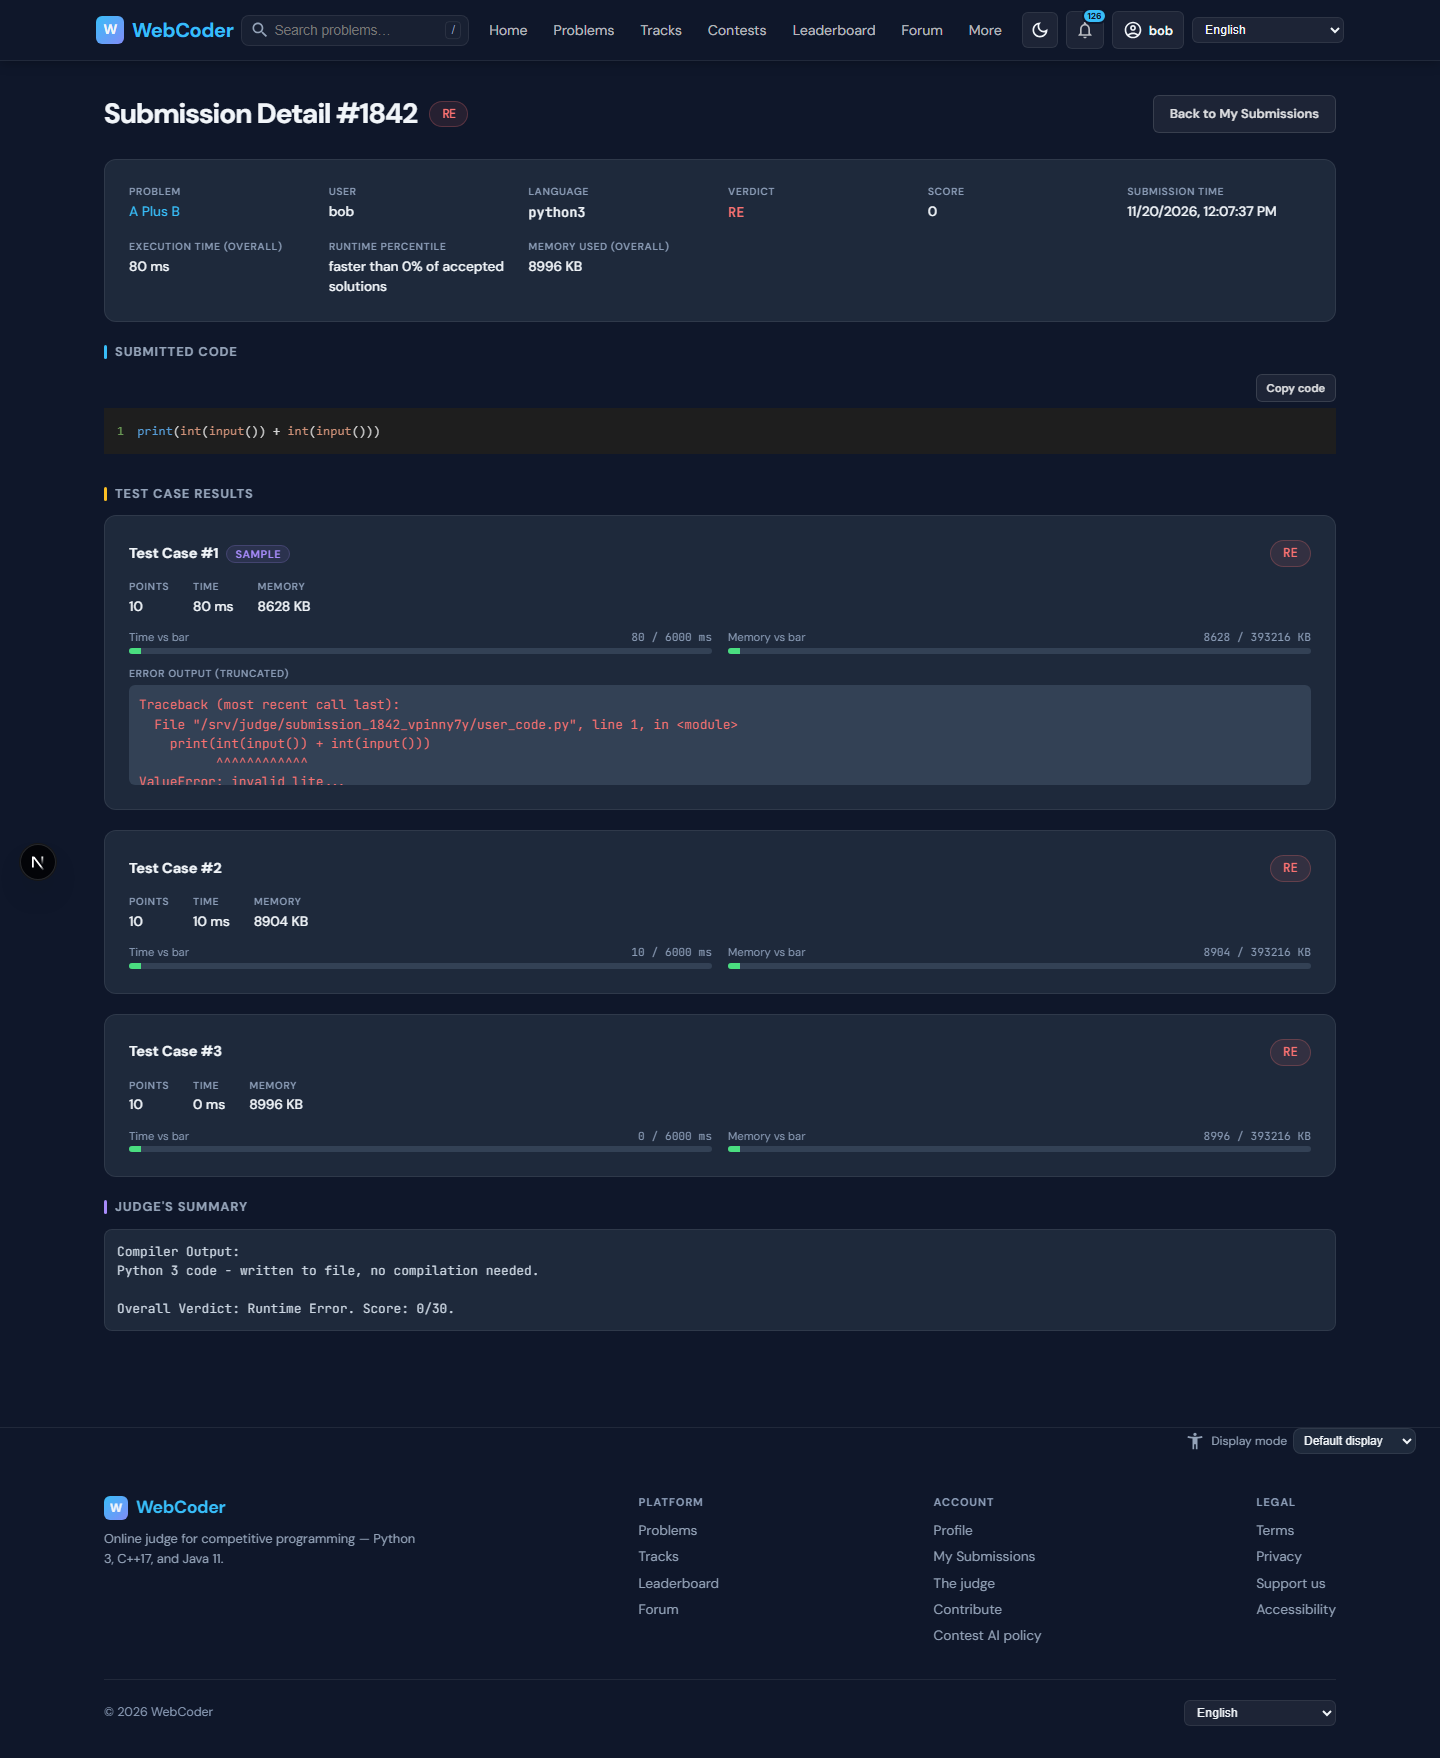 W WebCoder
Search problems... /
Home Problems Tracks Contests Leaderboard Forum More
126
bob
English
Submission Detail #1842 RE
Back to My Submissions
PROBLEM USER LANGUAGE VERDICT SCORE SUBMISSION TIME
A Plus B bob python3 RE 0 11/20/2026, 12:07:37 PM
EXECUTION TIME (OVERALL) RUNTIME PERCENTILE MEMORY USED (OVERALL)
80 ms faster than 0% of accepted solutions 8996 KB
SUBMITTED CODE
Copy code
1 print(int(input()) + int(input()))
TEST CASE RESULTS
Test Case #1 SAMPLE RE
POINTS TIME MEMORY
10 80 ms 8628 KB
Time vs bar 80 / 6000 ms Memory vs bar 8628 / 393216 KB
ERROR OUTPUT (TRUNCATED)
Traceback (most recent call last):
  File "/srv/judge/submission_1842_vpinny7y/user_code.py", line 1, in <module>
    print(int(input()) + int(input()))
          ^^^^^^^^^^^^
ValueError: invalid lite...
Test Case #2 RE
POINTS TIME MEMORY
10 10 ms 8904 KB
Time vs bar 10 / 6000 ms Memory vs bar 8904 / 393216 KB
Test Case #3 RE
POINTS TIME MEMORY
10 0 ms 8996 KB
Time vs bar 0 / 6000 ms Memory vs bar 8996 / 393216 KB
JUDGE'S SUMMARY
Compiler Output:
Python 3 code - written to file, no compilation needed.
Overall Verdict: Runtime Error. Score: 0/30.
Display mode Default display
W WebCoder
Online judge for competitive programming — Python
3, C++17, and Java 11.
PLATFORM
Problems
Tracks
Leaderboard
Forum
ACCOUNT
Profile
My Submissions
The judge
Contribute
Contest AI policy
LEGAL
Terms
Privacy
Support us
Accessibility
© 2026 WebCoder
English
N